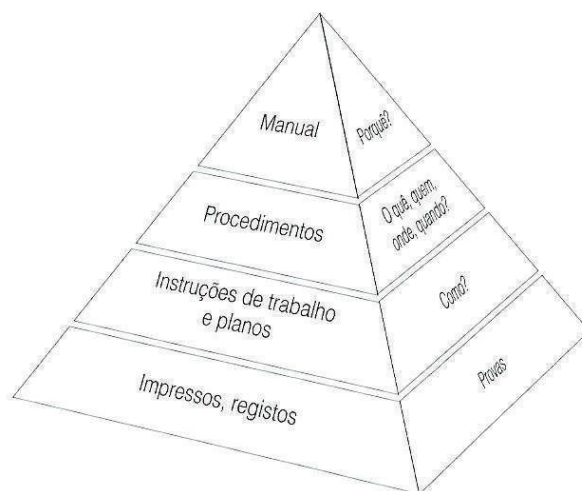 Manual
Porquê?
Procedimentos
O quê, quem,
onde, quando?
Instruções de trabalho
e planos
Como?
Impressos, registos
Provas